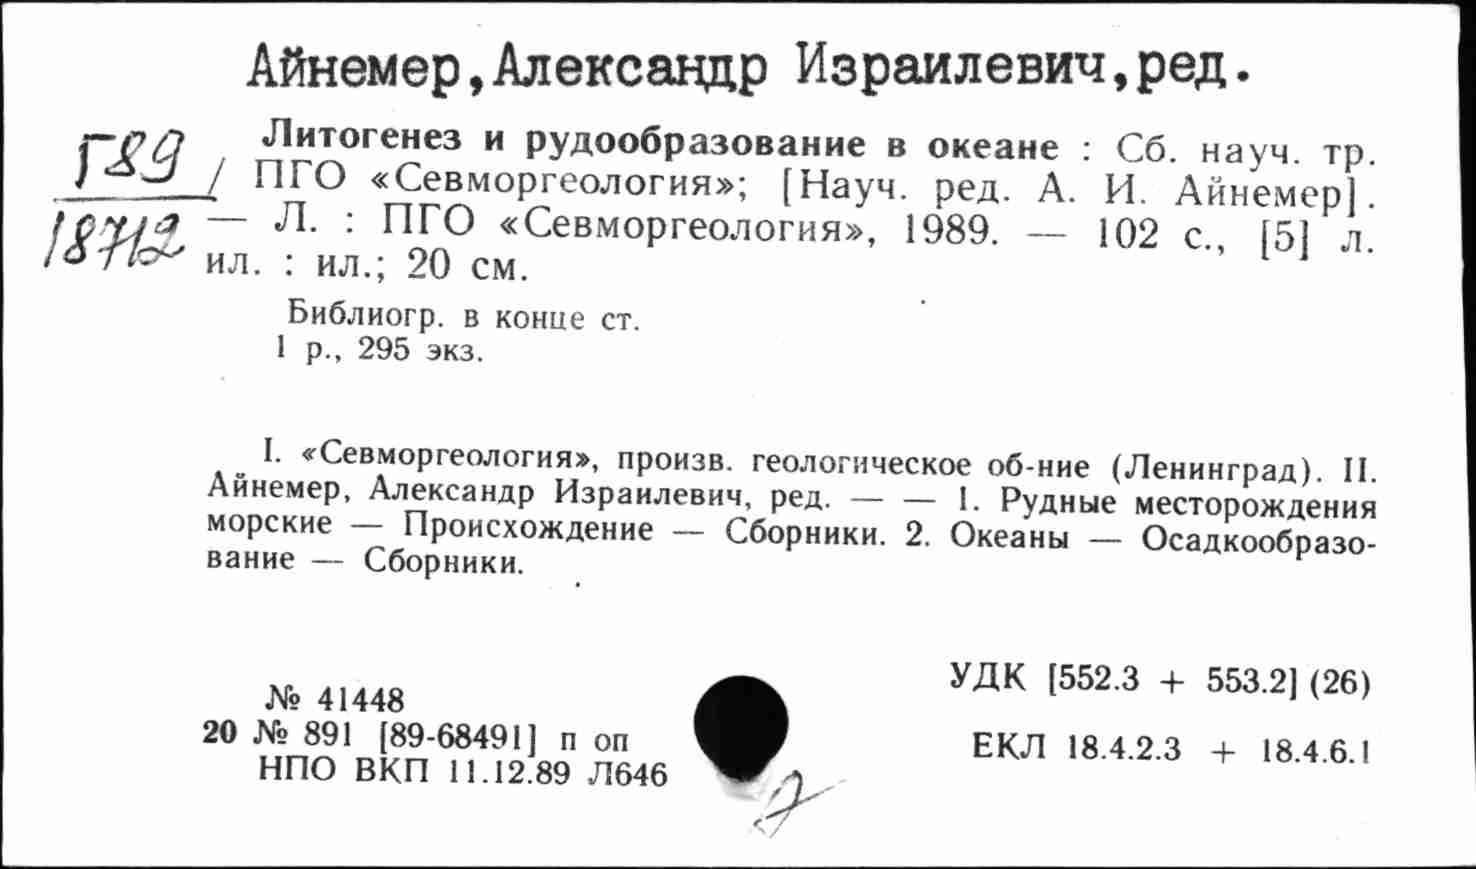 Айнемер,Александр Израилевич,ред.
Г89
18712
Литогенез и рудообразование в океане : Сб. науч. тр.
/ ПГО «Севморгеология»; [Науч. ред. А. И. Айнемер].
— Л. : ПГО «Севморгеология», 1989. — 102 с., [5] л.
ил. : ил.; 20 см.
Библиогр. в конце ст.
1 р., 295 экз.
I. «Севморгеология», произв. геологическое об-ние (Ленинград). II.
Айнемер, Александр Израилевич, ред. — — 1. Рудные месторождения
морские — Происхождение — Сборники. 2. Океаны — Осадкообразо-
вание — Сборники.
№ 41448
20 № 891 [89-68491] п оп
НПО ВКП 11.12.89 Л646
УДК [552.3 + 553.2] (26)
ЕКЛ 18.4.2.3 + 18.4.6.1